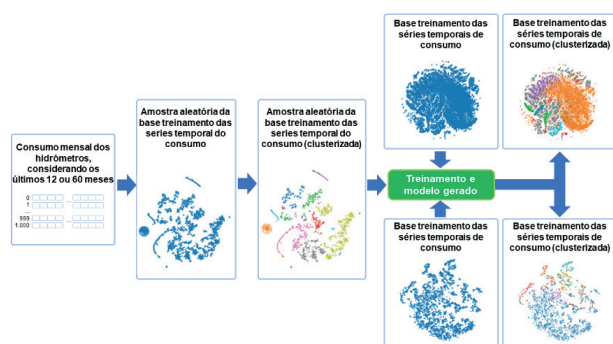 Consumo mensal dos
hidrômetros,
considerando os
últimos 12 ou 60 meses
0
1
...
999
1.000
Amostra aleatória da
base treinamento das
series temporal do
consumo
Amostra aleatória da
base treinamento das
series temporal do
consumo (clusterizada)
Base treinamento das
séries temporais de
consumo
Base treinamento das
séries temporais de
consumo (clusterizada)
Treinamento e
modelo gerado
Base treinamento das
séries temporais de
consumo
Base treinamento das
séries temporais de
consumo (clusterizada)